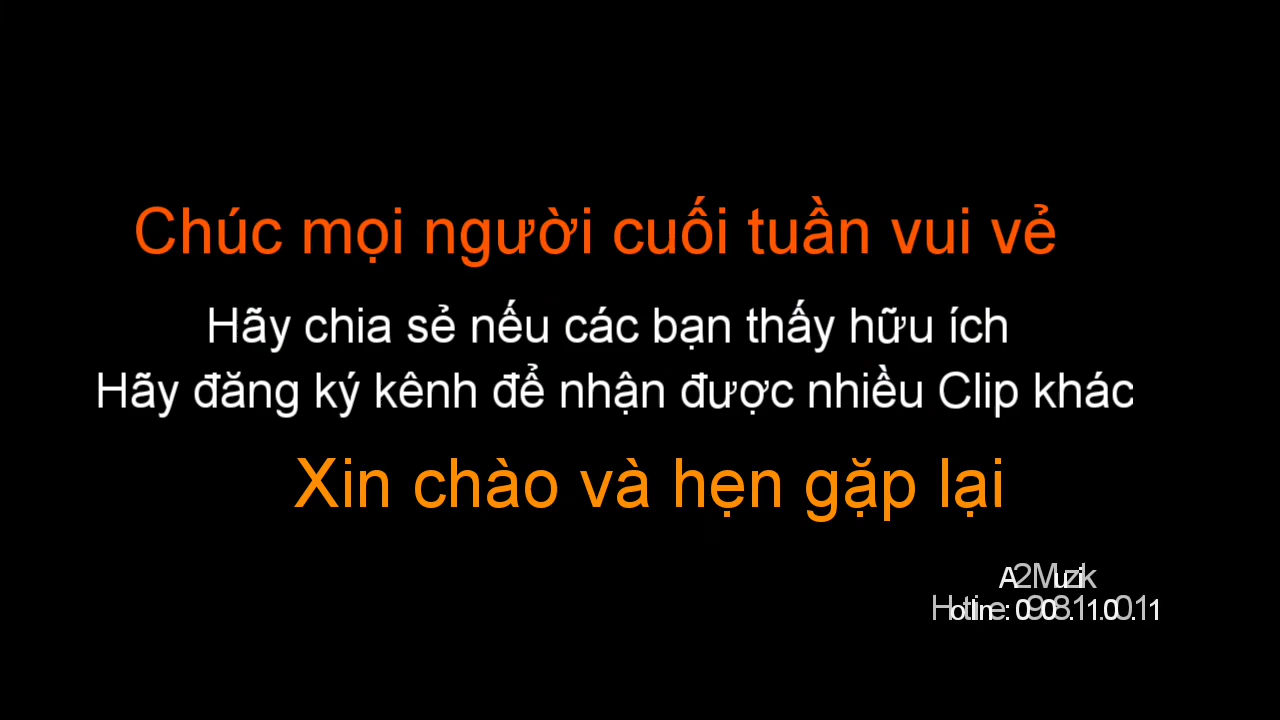 Chúc mọi người cuối tuần vui vẻ
Hãy chia sẻ nếu các bạn thấy hữu ích
Hãy đăng ký kênh để nhận được nhiều Clip khác
Xin chào và hẹn gặp lại
A2Muzik
Hotline: